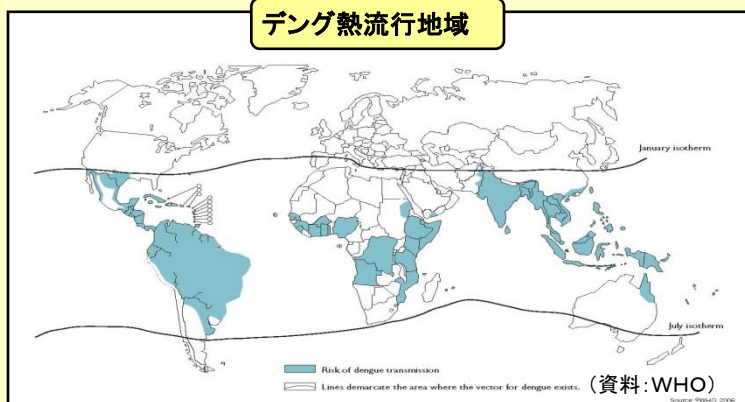 デング熱流行地域
January isotherm
July isotherm
Risk of dengue transmission
Lines demarcate the area where the vector for dengue exists.
(資料:WHO)
Source: ©WHO, 2006